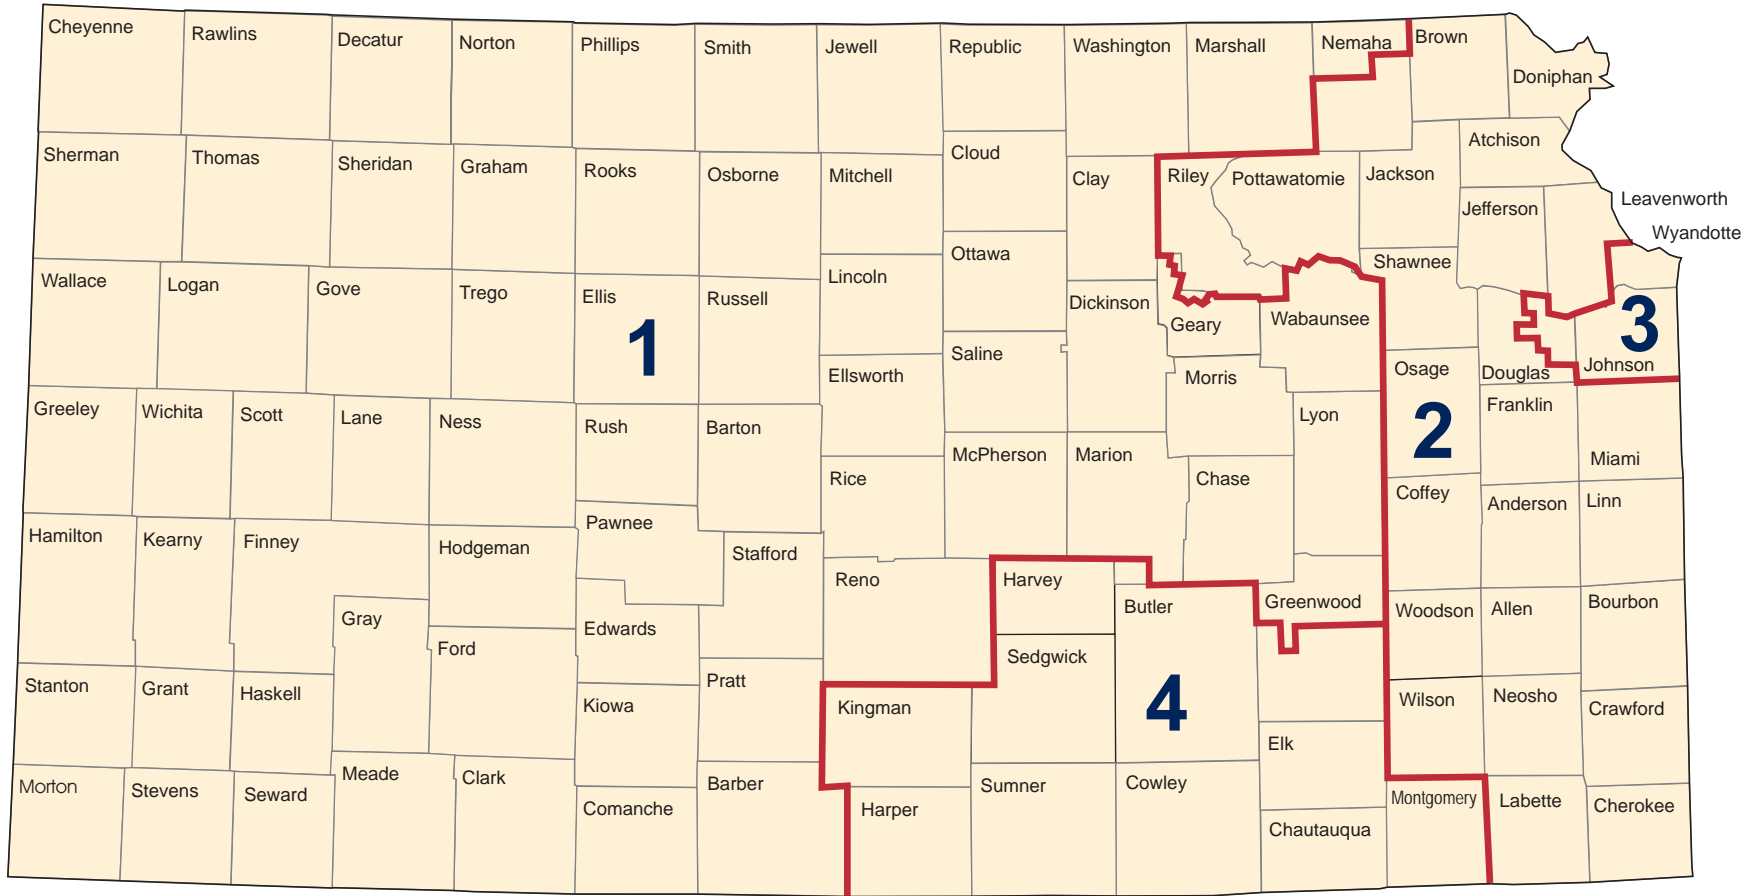 Cheyenne
Rawlins
Decatur
Norton
Phillips
Smith
Jewell
Republic
Washington
Marshall
Nemaha
Brown
Doniphan
Sherman
Thomas
Sheridan
Graham
Rooks
Osborne
Mitchell
Cloud
Clay
Riley
Pottawatomie
Jackson
Atchison
Jefferson
Leavenworth
Wyandotte
Wallace
Logan
Gove
Trego
Ellis
Russell
Lincoln
Ottawa
Dickinson
Geary
Wabaunsee
Shawnee
1
Saline
Ellsworth
Morris
Osage
Douglas
Johnson
3
Greeley
Wichita
Scott
Lane
Ness
Rush
Barton
Rice
McPherson
Marion
Chase
Lyon
2
Franklin
Miami
Coffey
Anderson
Linn
Hamilton
Kearny
Finney
Hodgeman
Pawnee
Stafford
Reno
Harvey
Butler
Greenwood
Woodson
Allen
Bourbon
Gray
Ford
Edwards
Sedgwick
Stanton
Grant
Haskell
Kiowa
Pratt
Kingman
4
Elk
Wilson
Neosho
Crawford
Morton
Stevens
Seward
Meade
Clark
Comanche
Barber
Harper
Sumner
Cowley
Chautauqua
Montgomery
Labette
Cherokee